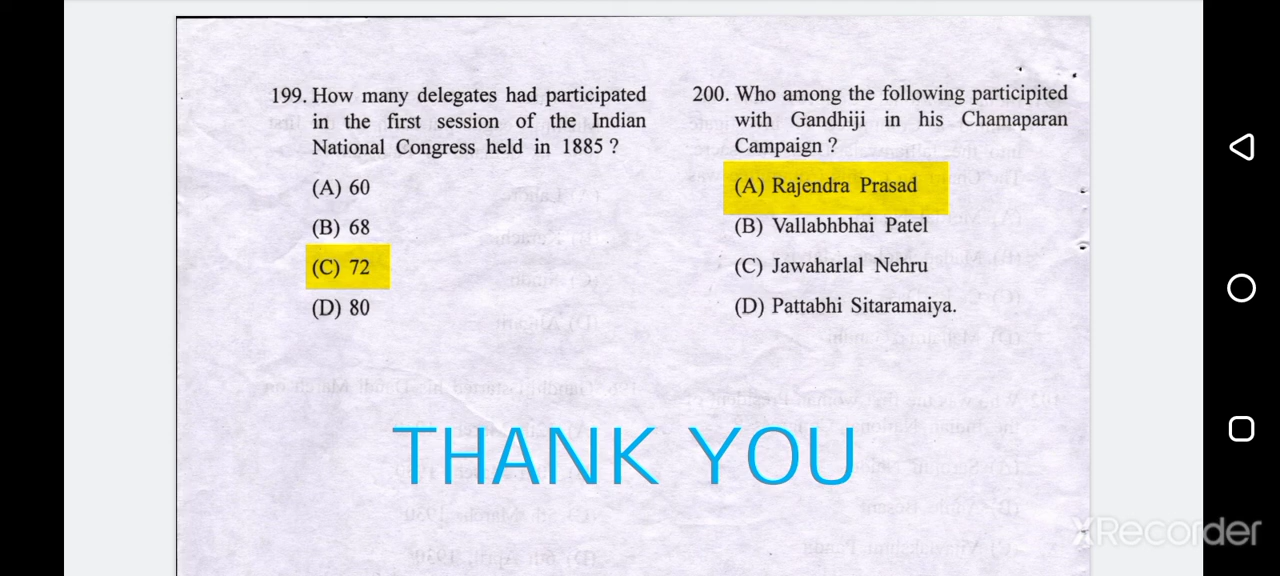 199. How many delegates had participated
in the first session of the Indian
National Congress held in 1885 ?
(A) 60
(B) 68
(C) 72
(D) 80
200. Who among the following participited
with Gandhiji in his Chamaparan
Campaign ?
(A) Rajendra Prasad
(B) Vallabhbhai Patel
(C) Jawaharlal Nehru
(D) Pattabhi Sitaramaiya.
THANK YOU
XRecorder